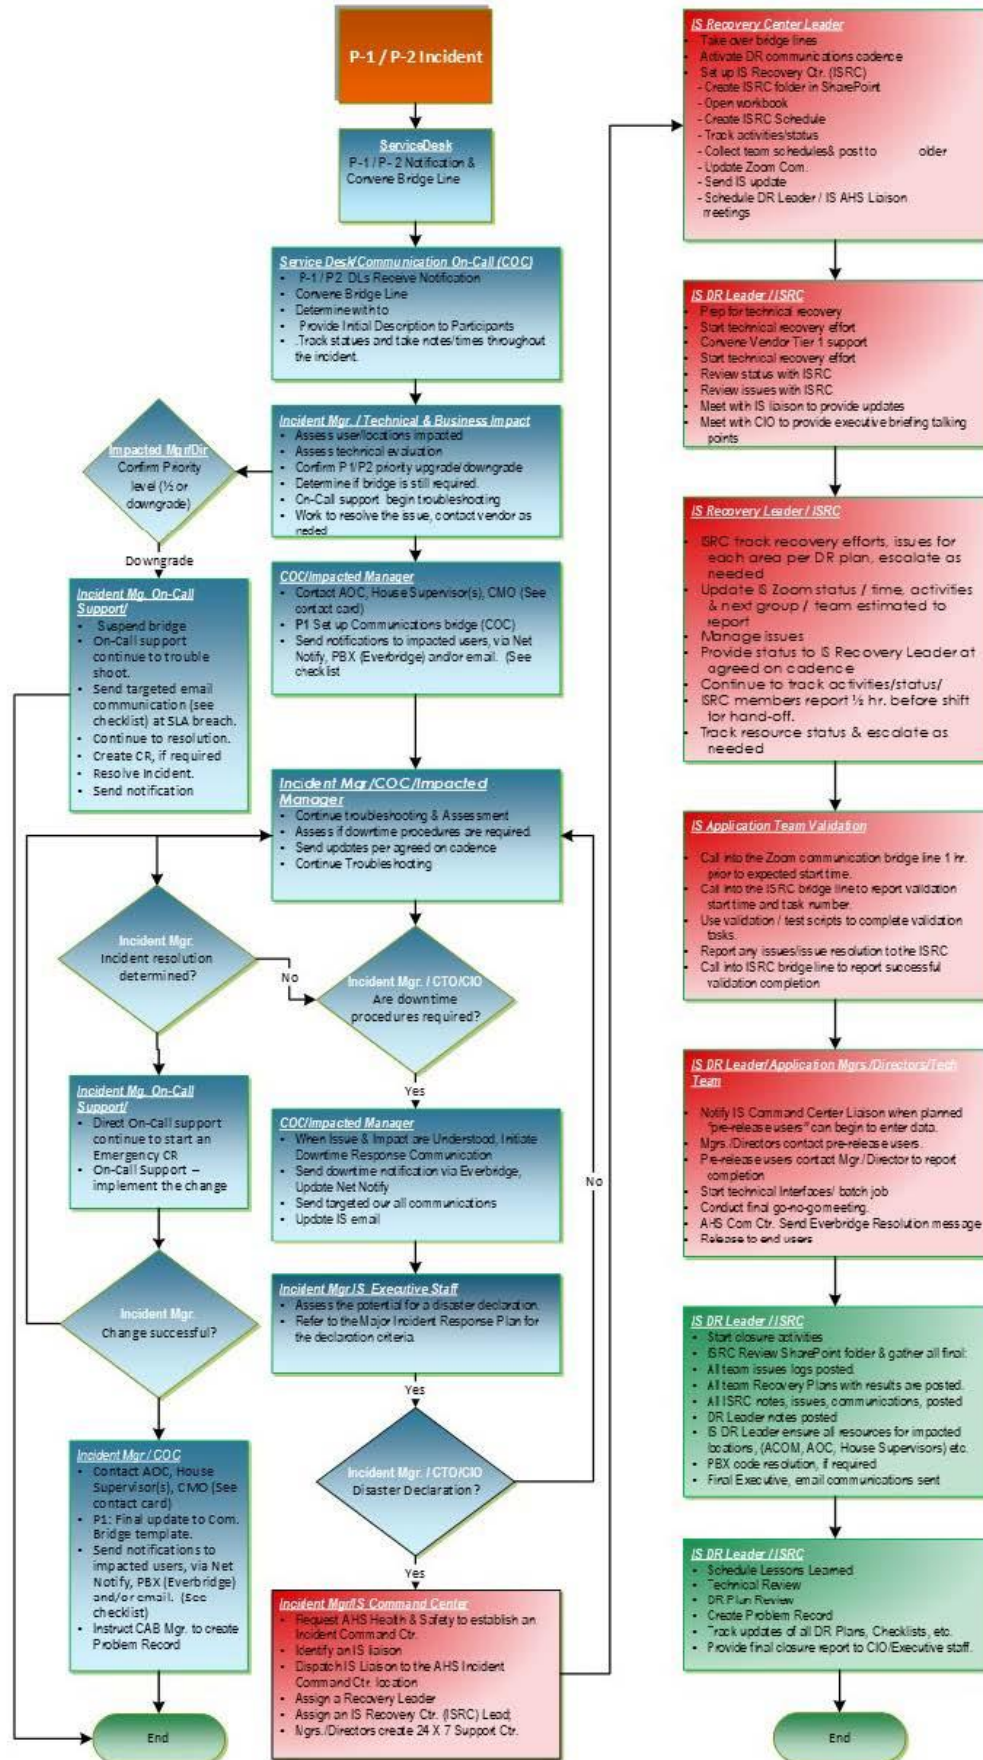 P-1 / P-2 Incident
ServiceDesk
P-1 / P- 2 Notification &
Convene Bridge Line
Service Desk/Communication On-Call (COC)
• P-1 / P2 DLs Receive Notification
• Convene Bridge Line
• Determine with to
• Provide Initial Description to Participants
• .Track statues and take notes/times throughout
the incident.
Incident Mgr. / Technical & Business Impact
• Assess user/locations impacted
• Assess technical evaluation
• Confirm P1/P2 priority upgrade/downgrade
• Determine if bridge is still required.
• On-Call support begin troubleshooting
• Work to resolve the issue, contact vendor as
neded
Impacted Mgr/Dir
Confirm Priority
level (½ or
downgrade)
Downgrade
Incident Mg. On-Call
Support/
• Suspend bridge
• On-Call support
continue to trouble
shoot.
• Send targeted email
communication (see
checklist) at SLA breach.
• Continue to resolution.
• Create CR, if required
• Resolve Incident.
• Send notification
COC/Impacted Manager
• Contact AOC, House Supervisor(s), CMO (See
contact card)
• P1 Set up Communications bridge (COC)
• Send notifications to impacted users, via Net
Notify, PBX (Everbridge) and/or email. (See
checklist
Incident Mgr/COC/Impacted
Manager
• Continue troubleshooting & Assessment
• Assess if downtime procedures are required.
• Send updates per agreed on cadence
• Continue Troubleshooting
Incident Mgr.
Incident resolution
determined?
No
Incident Mgr. / CTO/CIO
Are downtime
procedures required?
Yes
Incident Mg. On-Call
Support/
• Direct On-Call support
continue to start an
Emergency CR
• On-Call Support –
implement the change
COC/Impacted Manager
• When Issue & Impact are Understood, Initiate
Downtime Response Communication
• Send downtime notification via Everbridge,
Update Net Notify
• Send targeted our all communications
• Update IS email
No
Incident Mgr.
Change successful?
Incident Mgr.IS Executive Staff
• Assess the potential for a disaster declaration.
• Refer to the Major Incident Response Plan for
the declaration criteria
Yes
Incident Mgr. / CTO/CIO
Disaster Declaration?
Yes
Incident Mgr / COC
• Contact AOC, House
Supervisor(s), CMO (See
contact card)
• P1: Final update to Com.
Bridge template.
• Send notifications to
impacted users, via Net
Notify, PBX (Everbridge)
and/or email. (See
checklist)
• Instruct CAB Mgr. to create
Problem Record
End
Incident Mgr/IS Command Center
• Request AHS Health & Safety to establish an
Incident Command Ctr.
• Identify an IS liaison
• Dispatch IS Liaison to the AHS Incident
Command Ctr. location
• Assign a Recovery Leader
• Assign an IS Recovery Ctr. (ISRC) Lead;
• Mgrs./Directors create 24 X 7 Support Ctr.
IS Recovery Center Leader
• Take over bridge lines
• Activate DR communications cadence
• Set up IS Recovery Ctr. (ISRC)
- Create ISRC folder in SharePoint
- Open workbook
- Create ISRC Schedule
- Track activities/status
- Collect team schedules& post to older
- Update Zoom Com.
- Send IS update
- Schedule DR Leader / IS AHS Liaison
meetings
IS DR Leader / ISRC
• Prep for technical recovery
• Start technical recovery effort
• Convene Vendor Tier 1 support
• Start technical recovery effort
• Review status with ISRC
• Review issues with ISRC
• Meet with IS liaison to provide updates
• Meet with CIO to provide executive briefing talking
points
IS Recovery Leader / ISRC
• ISRC track recovery efforts, issues for
each area per DR plan, escalate as
needed
• Update IS Zoom status / time, activities
& next group / team estimated to
report
• Manage issues
• Provide status to IS Recovery Leader at
agreed on cadence
• Continue to track activities/status/
• ISRC members report ½ hr. before shift
for hand-off.
• Track resource status & escalate as
needed
IS Application Team Validation
• Call into the Zoom communication bridge line 1 hr.
prior to expected start time.
• Call into the ISRC bridge line to report validation
start time and task number.
• Use validation / test scripts to complete validation
tasks.
• Report any issues/issue resolution to the ISRC
• Call into ISRC bridge line to report successful
validation completion
IS DR Leader/Application Mgrs./Directors/Tech
Team
• Notify IS Command Center Liaison when planned
"pre-release users" can begin to enter data.
• Mgrs./Directors contact pre-release users.
• Pre-release users contact Mgr./Director to report
completion
• Start technical Interfaces/ batch job
• Conduct final go-no-go meeting.
• AHS Com Ctr. Send Everbridge Resolution message
• Release to end users
IS DR Leader / ISRC
• Start closure activities
• ISRC Review SharePoint folder & gather all final:
• All team issues logs posted.
• All team Recovery Plans with results are posted.
• All ISRC notes, issues, communications, posted
• DR Leader notes posted
• IS DR Leader ensure all resources for impacted
locations, (ACOM, AOC, House Supervisors) etc.
• PBX code resolution, if required
• Final Executive, email communications sent
IS DR Leader / ISRC
• Schedule Lessons Learned
• Technical Review
• DR Plan Review
• Create Problem Record
• Track updates of all DR Plans, Checklists, etc.
• Provide final closure report to CIO/Executive staff.
End